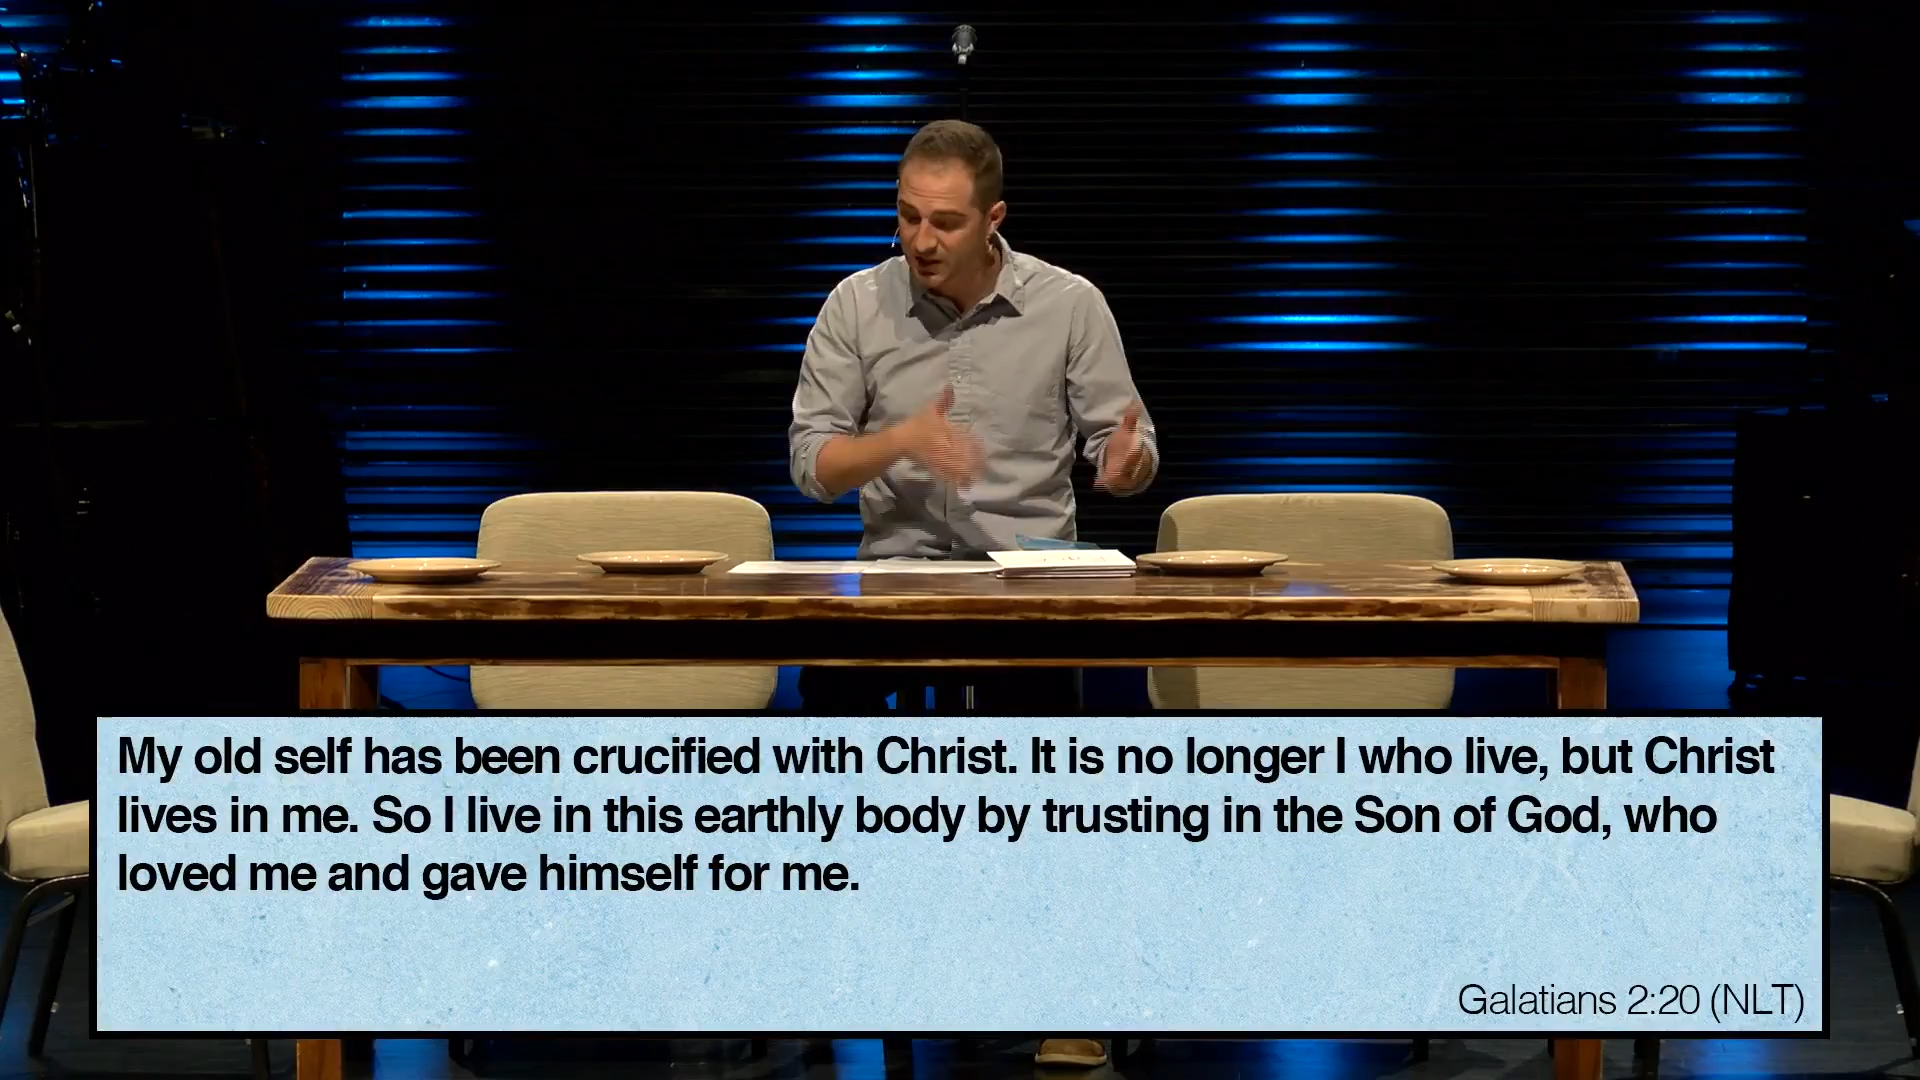 My old self has been crucified with Christ. It is no longer I who live, but Christ
lives in me. So I live in this earthly body by trusting in the Son of God, who
loved me and gave himself for me.
Galatians 2:20 (NLT)